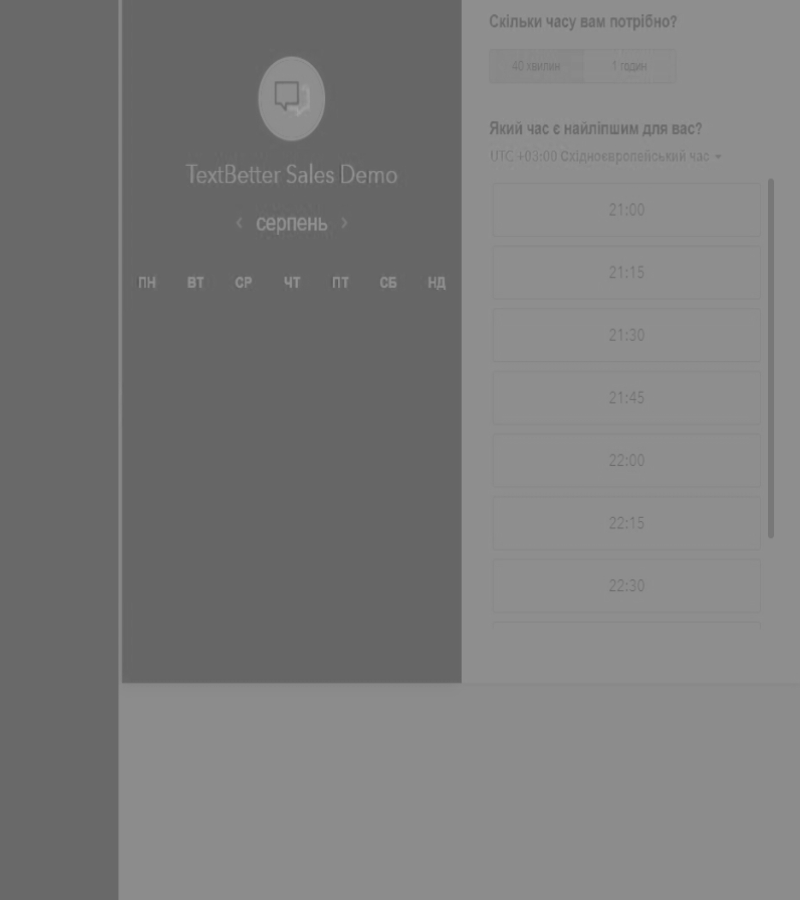 TextBetter Sales Demo
серпень
ПН ВТ СР ЧТ ПТ СБ НД
Скільки часу вам потрібно?
40 хвилин 1 годин
Який час є найліпшим для вас?
UTC +03:00 Східноєвропейський час
21:00
21:15
21:30
21:45
22:00
22:15
22:30